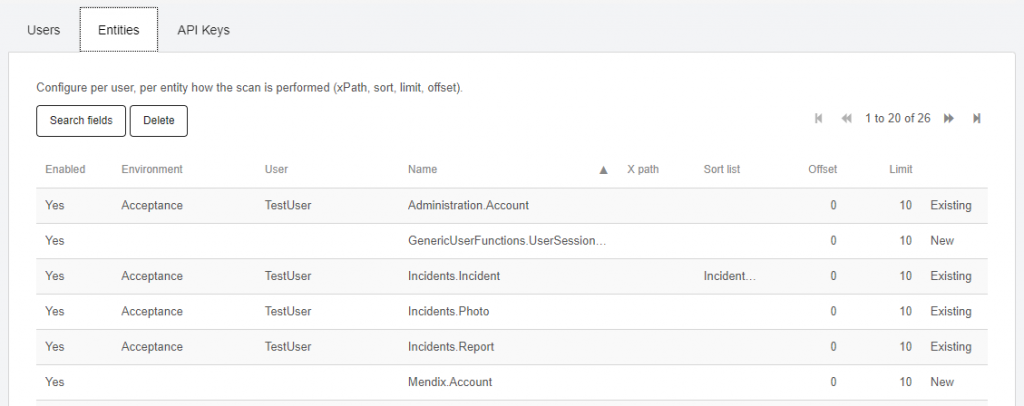 Users Entities API Keys
Configure per user, per entity how the scan is performed (xPath, sort, limit, offset).
Search fields Delete 1 to 20 of 26
Enabled Environment User Name ▲ X path Sort list Offset Limit
Yes Acceptance TestUser Administration.Account 0 10 Existing
Yes GenericUserFunctions.UserSession... 0 10 New
Yes Acceptance TestUser Incidents.Incident Incident... 0 10 Existing
Yes Acceptance TestUser Incidents.Photo 0 10 Existing
Yes Acceptance TestUser Incidents.Report 0 10 Existing
Yes Mendix.Account 0 10 New